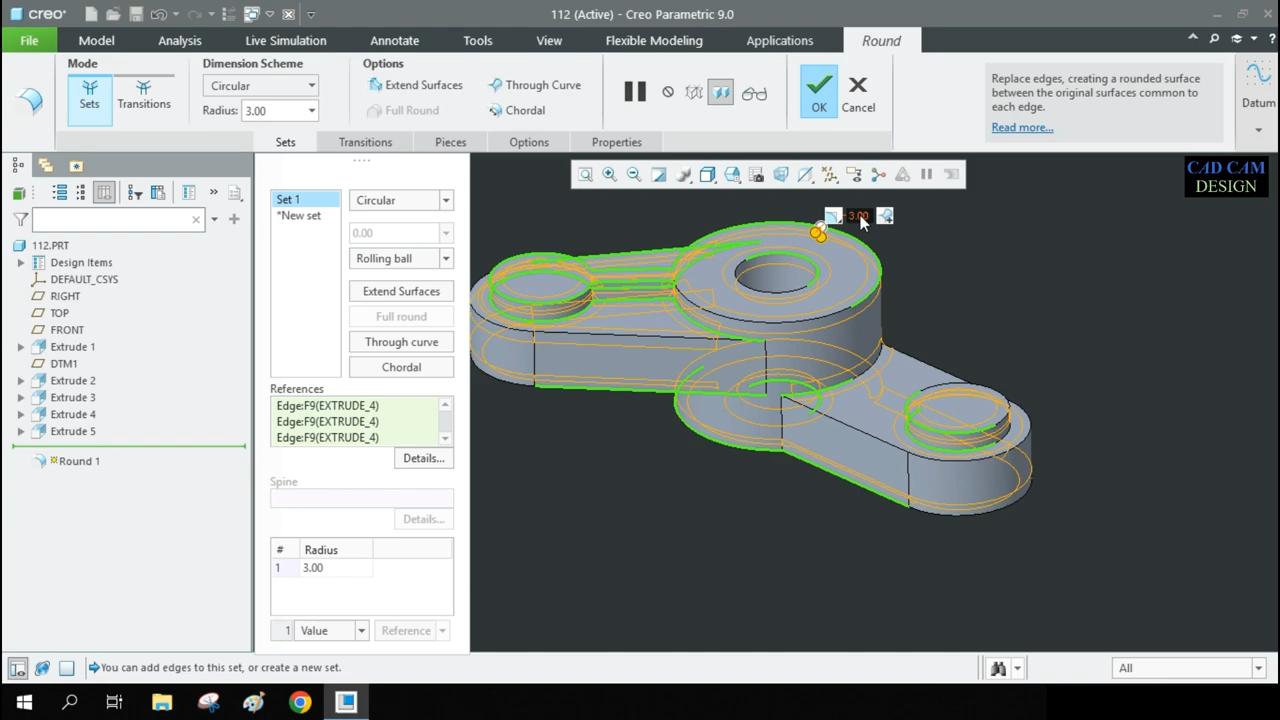 creo+
112 (Active) - Creo Parametric 9.0
File
Model
Analysis
Live Simulation
Annotate
Tools
View
Flexible Modeling
Applications
Round
Mode
Dimension Scheme
Options
Sets
Transitions
Circular
Radius: 3.00
Extend Surfaces
Through Curve
Full Round
Chordal
OK
Cancel
Replace edges, creating a rounded surface
between the original surfaces common to
each edge.
Read more...
Datum
Sets
Transitions
Pieces
Options
Properties
CAD CAM
DESIGN
112.PRT
Design Items
DEFAULT_CSYS
RIGHT
TOP
FRONT
Extrude 1
DTM1
Extrude 2
Extrude 3
Extrude 4
Extrude 5
Round 1
Set 1
*New set
Circular
0.00
Rolling ball
Extend Surfaces
Full round
Through curve
Chordal
References
Edge:F9(EXTRUDE_4)
Edge:F9(EXTRUDE_4)
Edge:F9(EXTRUDE_4)
Details...
Spine
Details...
# Radius
1 3.00
1 Value Reference
3.00
You can add edges to this set, or create a new set.
All